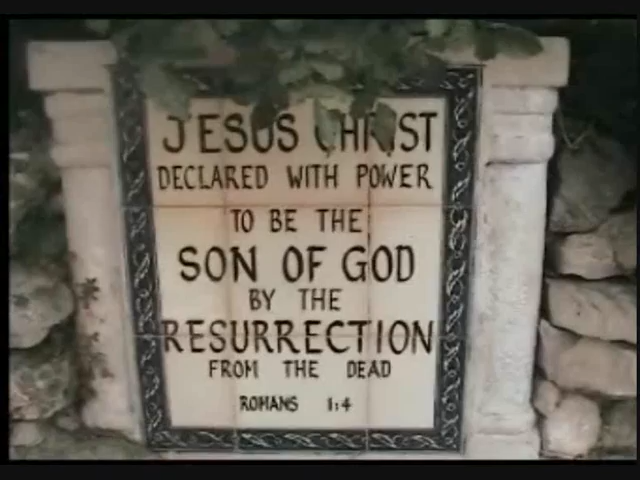 JESUS CHRIST
DECLARED WITH POWER
TO BE THE
SON OF GOD
BY THE
RESURRECTION
FROM THE DEAD
ROMANS 1:4